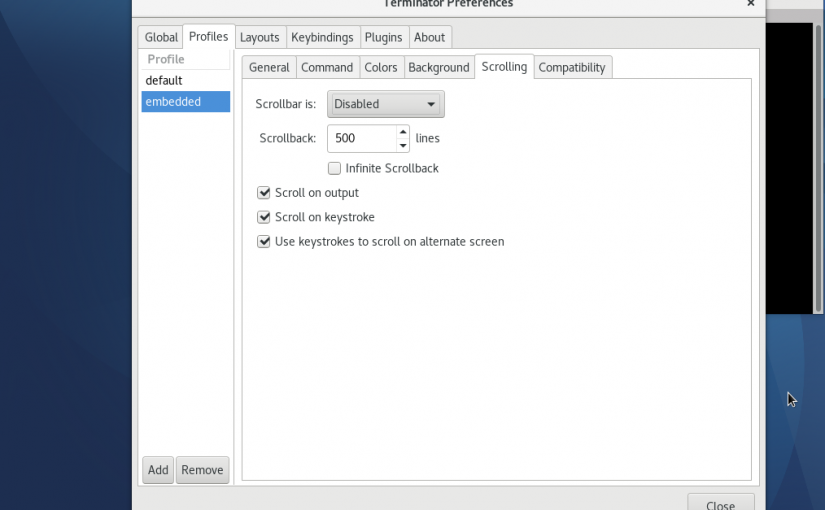 Terminator Preferences ×
Global Profiles Layouts Keybindings Plugins About
Profile
default
embedded
General Command Colors Background Scrolling Compatibility
Scrollbar is: Disabled
Scrollback: 500 lines
Infinite Scrollback
Scroll on output
Scroll on keystroke
Use keystrokes to scroll on alternate screen
Add Remove
Close